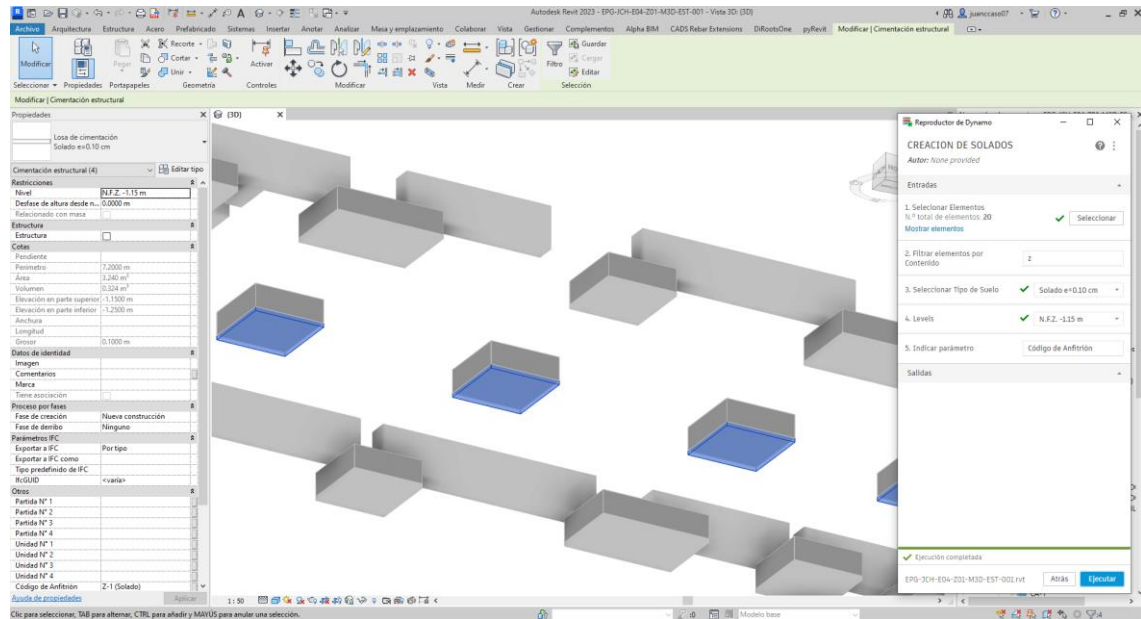 Autodesk Revit 2023 - EPG-JCH-E04-Z01-M3D-EST-001 - Vista 3D: {3D}
juanccaso07
Archivo Arquitectura Estructura Acero Prefabricado Sistemas Insertar Anotar Analizar Masa y emplazamiento Colaborar Vista Gestionar Complementos Alpha BIM CADS Rebar Extensions DiRootsOne pyRevit Modificar | Cimentación estructural
Modificar
Pegar
Recorte
Cortar
Unir
Activar
Filtro
Guardar
Cargar
Editar
Seleccionar Propiedades Portapapeles Geometría Controles Modificar Vista Medir Crear Selección
Modificar | Cimentación estructural
Propiedades
{3D}
Losa de cimentación
Solado e=0.10 cm
Cimentación estructural (4)
Editar tipo
Restricciones
Nivel N.F.Z. -1.15 m
Desfase de altura desde n... 0.0000 m
Relacionado con masa
Estructura
Estructura
Cotas
Pendiente
Perímetro 7.2000 m
Área 3.240 m²
Volumen 0.324 m³
Elevación en parte superior -1.1500 m
Elevación en parte inferior -1.2500 m
Anchura
Longitud
Grosor 0.1000 m
Datos de identidad
Imagen
Comentarios
Marca
Tiene asociación
Proceso por fases
Fase de creación Nueva construcción
Fase de derribo Ninguno
Parámetros IFC
Exportar a IFC Por tipo
Exportar a IFC como
Tipo predefinido de IFC
IfcGUID <varía>
Otros
Partida N° 1
Partida N° 2
Partida N° 3
Partida N° 4
Unidad N° 1
Unidad N° 2
Unidad N° 3
Unidad N° 4
Código de Anfitrión Z-1 (Solado)
Ayuda de propiedades
Aplicar
1 : 50
Clic para seleccionar, TAB para alternar, CTRL para añadir y MAYÚS para anular una selección.
:0
Modelo base
:4
Reproductor de Dynamo
CREACION DE SOLADOS
Autor: None provided
Entradas
1. Selecionar Elementos
N.º total de elementos: 20
Seleccionar
Mostrar elementos
2. Filtrar elementos por Contenido
z
3. Seleccionar Tipo de Suelo
Solado e=0.10 cm
4. Levels
N.F.Z. -1.15 m
5. Indicar parámetro
Código de Anfitrión
Salidas
Ejecución completada
EPG-JCH-E04-Z01-M3D-EST-001.rvt
Atrás
Ejecutar